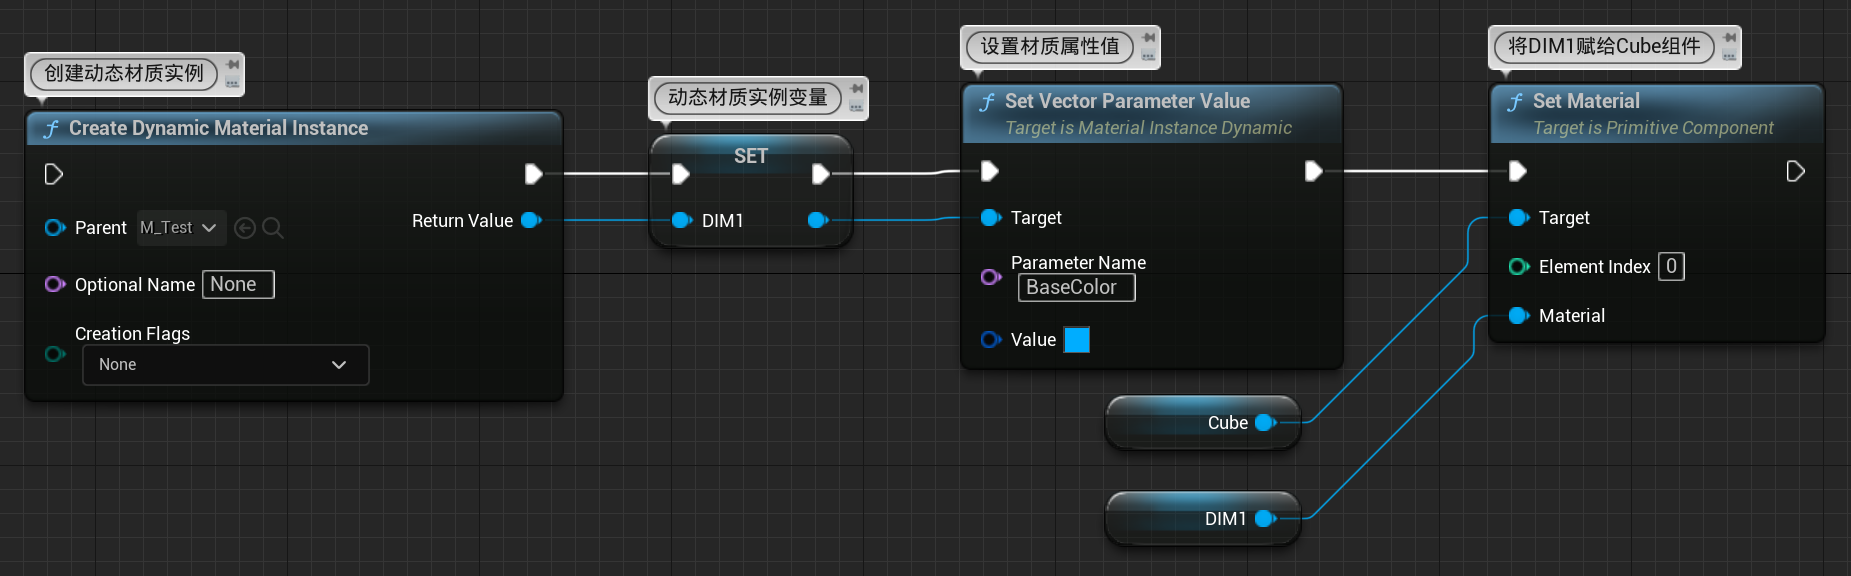 创建动态材质实例
Create Dynamic Material Instance
Parent
M_Test
Return Value
Optional Name
None
Creation Flags
None
动态材质实例变量
SET
DIM1
设置材质属性值
Set Vector Parameter Value
Target is Material Instance Dynamic
Target
Parameter Name
BaseColor
Value
将DIM1赋给Cube组件
Set Material
Target is Primitive Component
Target
Element Index
0
Material
Cube
DIM1